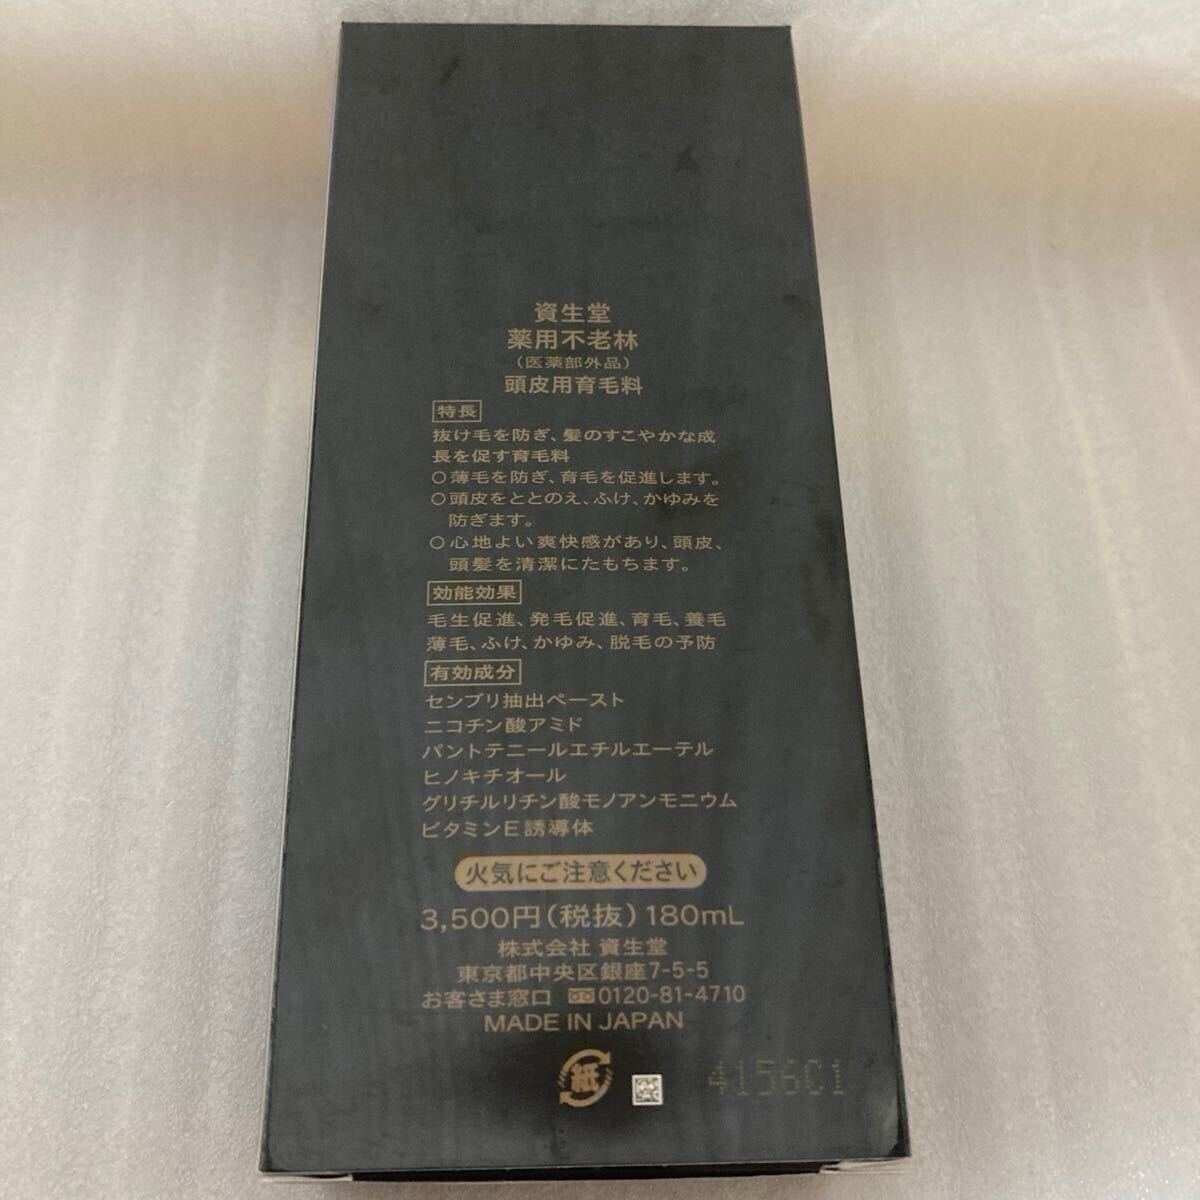 資生堂
薬用不老林
（医薬部外品）
頭皮用育毛料
特長
抜け毛を防ぎ、髪のすこやかな成
長を促す育毛料
○薄毛を防ぎ、育毛を促進します。
○頭皮をととのえ、ふけ、かゆみを
防ぎます。
○心地よい爽快感があり、頭皮、
頭髪を清潔にたもちます。
効能効果
毛生促進、発毛促進、育毛、養毛
薄毛、ふけ、かゆみ、脱毛の予防
有効成分
センブリ抽出ペースト
ニコチン酸アミド
パントテニールエチルエーテル
ヒノキチオール
グリチルリチン酸モノアンモニウム
ビタミンE誘導体
火気にご注意ください
3,500円（税抜）180mL
株式会社 資生堂
東京都中央区銀座7-5-5
お客さま窓口 0120-81-4710
MADE IN JAPAN
紙
4156C1